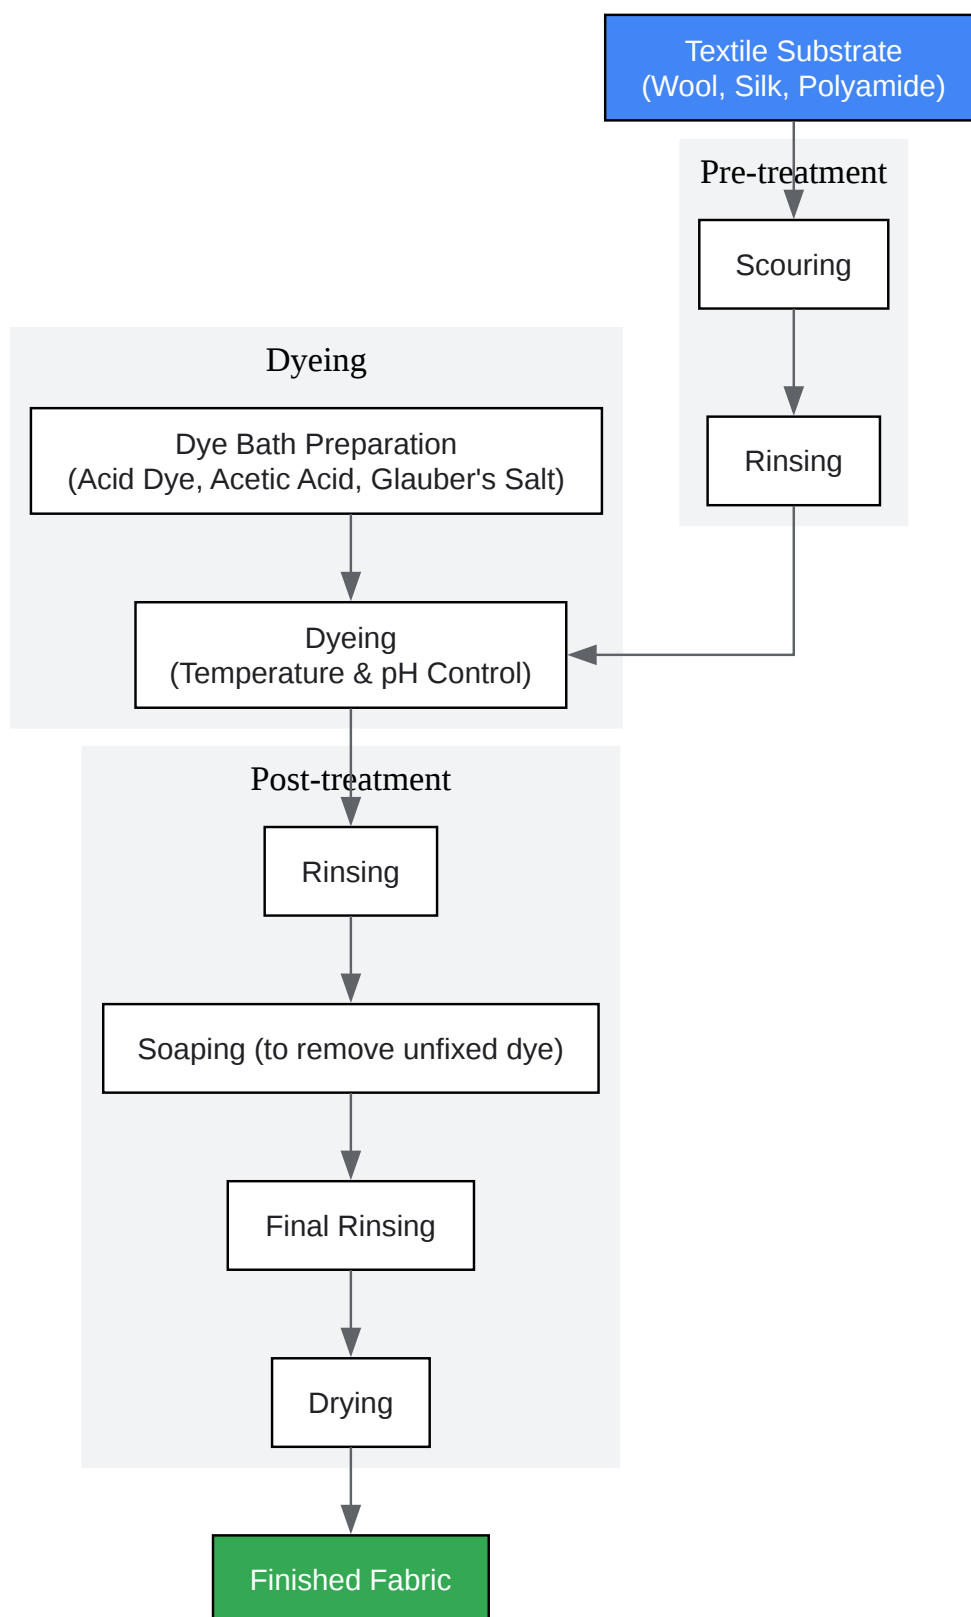 Textile Substrate
(Wool, Silk, Polyamide)
Pre-treatment
Scouring
Rinsing
Dyeing
Dye Bath Preparation
(Acid Dye, Acetic Acid, Glauber's Salt)
Dyeing
(Temperature & pH Control)
Post-treatment
Rinsing
Soaping (to remove unfixed dye)
Final Rinsing
Drying
Finished Fabric